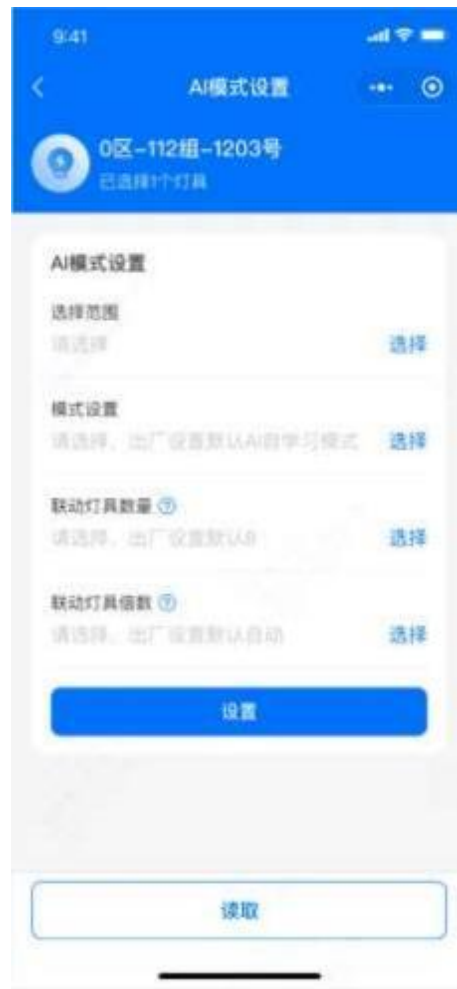 9:41
AI模式设置
0区-112组-1203号
已选择1个灯具
AI模式设置
选择范围
请选择
选择
模式设置
请选择，出厂设置默认AI自学习模式
选择
联动灯具数量
请选择，出厂设置默认8
选择
联动灯具倍数
请选择，出厂设置默认自动
选择
设置
读取